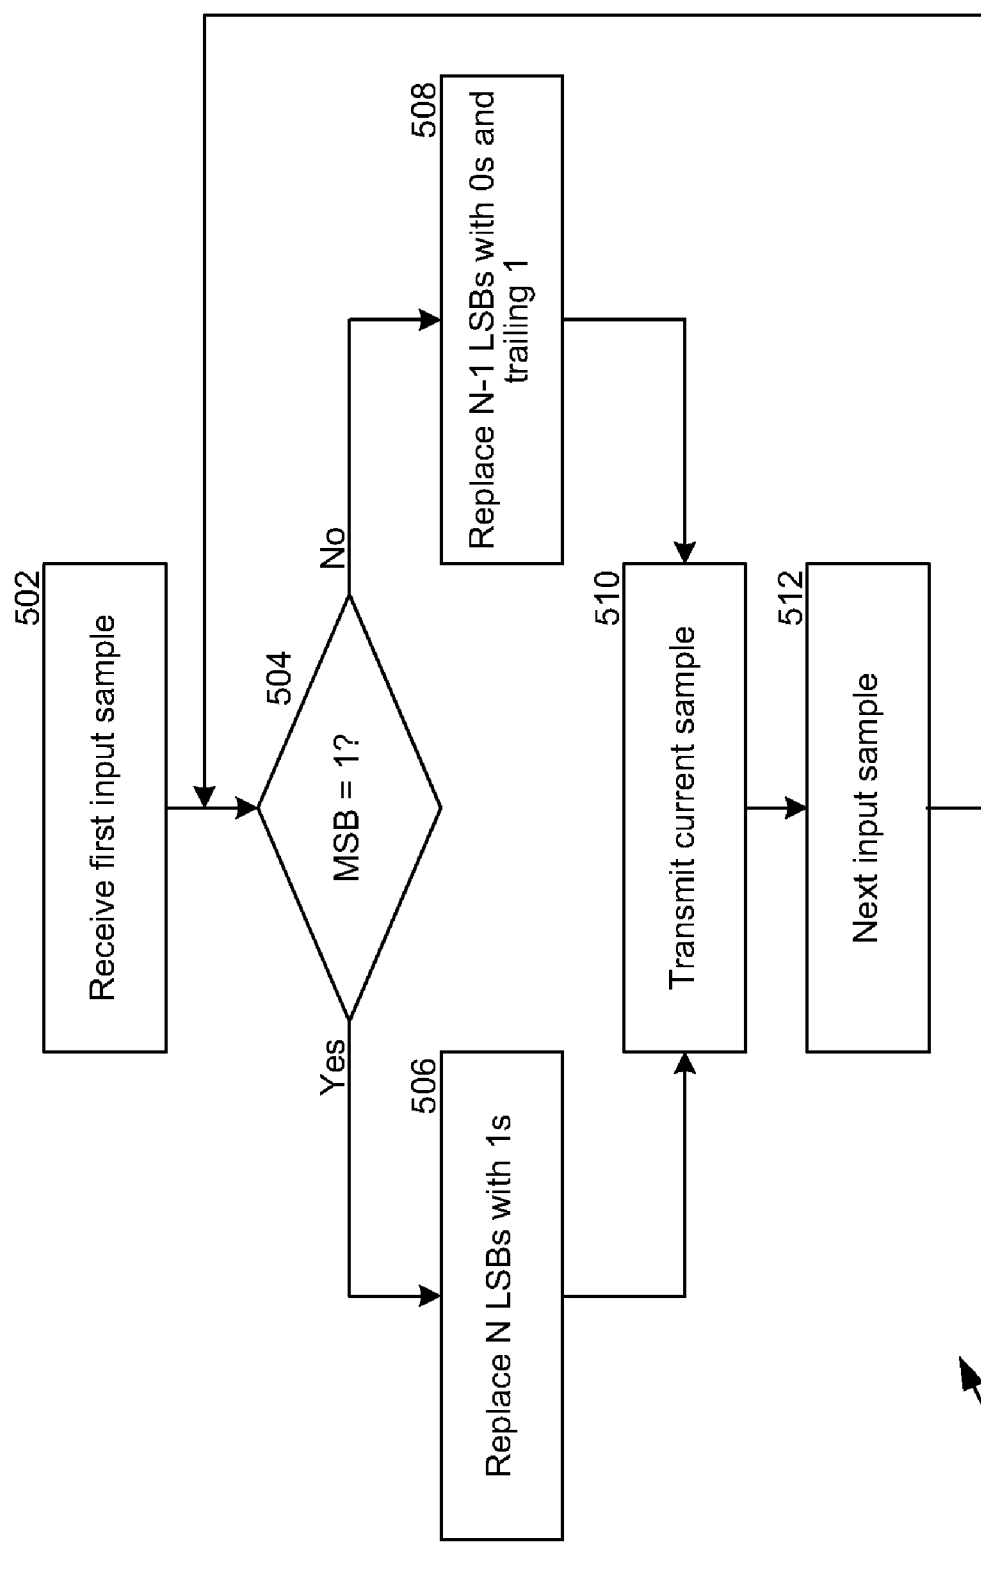 502
Receive first input sample
504
MSB = 1?
Yes
No
506
Replace N LSBs with 1s
508
Replace N-1 LSBs with 0s and
trailing 1
510
Transmit current sample
512
Next input sample